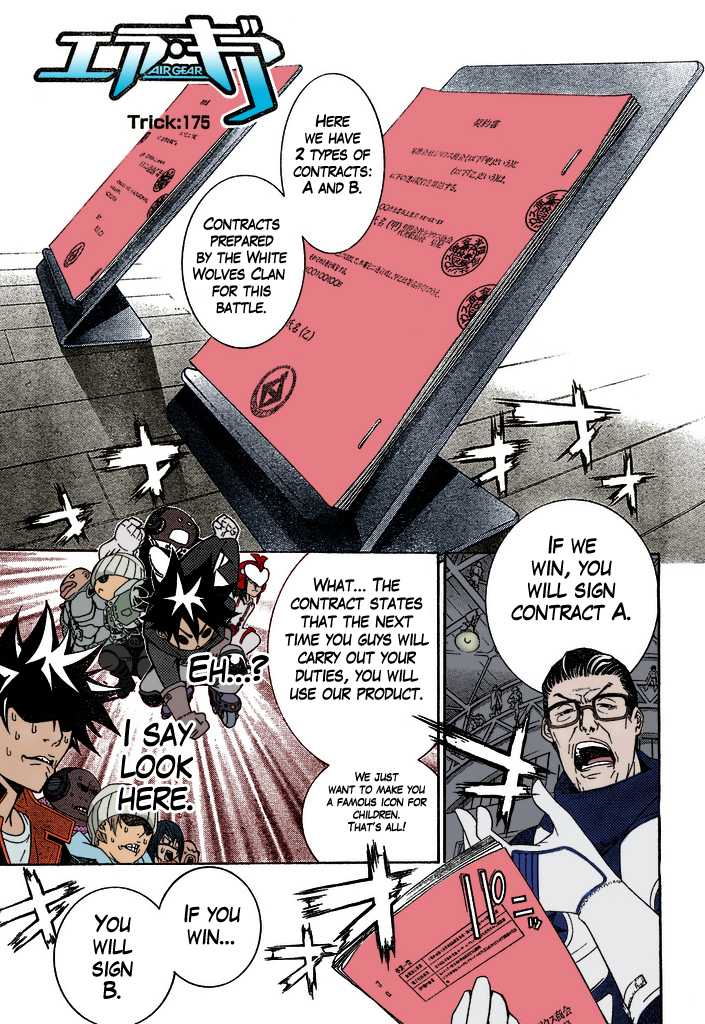 エア・ギア
AIR GEAR
Trick:175
Here
we have
2 types of
contracts:
A and B.
Contracts
prepared
by the White
Wolves Clan
for this
battle.
契約書
If we
win, you
will sign
contract A.
What... The
contract states
that the next
time you guys will
carry out your
duties, you will
use our product.
We just
want to make you
a famous icon for
children.
That's all!
Eh...?
I say
look
here.
If you
win...
You
will
sign
B.